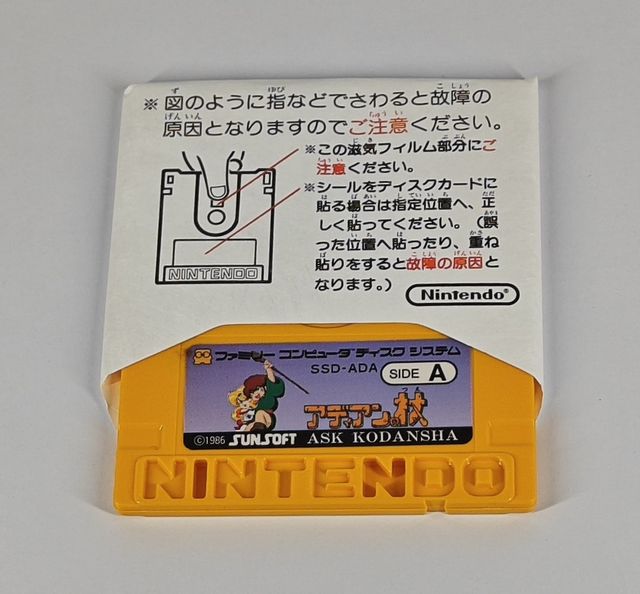 ※図のように指などでさわると故障の
原因となりますのでご注意ください。
※この磁気フィルム部分にご
注意ください。
※シールをディスクカードに
貼る場合は指定位置へ、正
しく貼ってください。（誤
った位置へ貼ったり、重ね
貼りをすると故障の原因と
なります。）
NINTENDO
Nintendo®
ファミリー コンピュータ ディスク システム
SSD-ADA
SIDE A
アディアンの杖
©1986 SUNSOFT ASK KODANSHA
NINTENDO